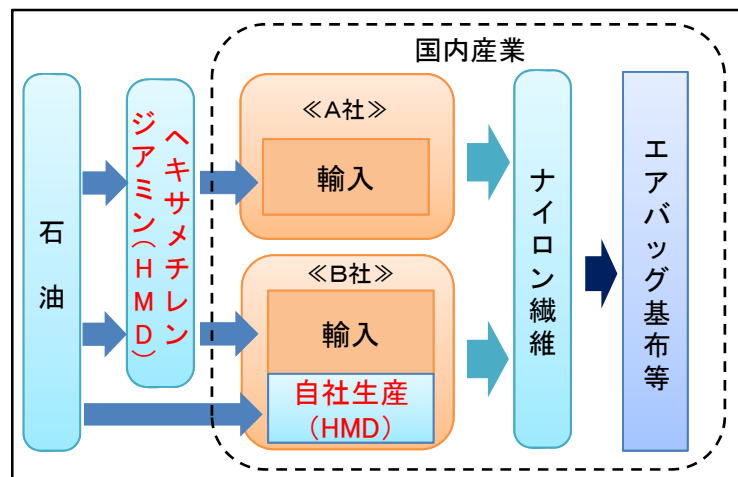 国内産業
石油
ヘキサメチレン
ジアミン(HMD)
≪A社≫
輸入
≪B社≫
輸入
自社生産
(HMD)
ナイロン繊維
エアバッグ基布等